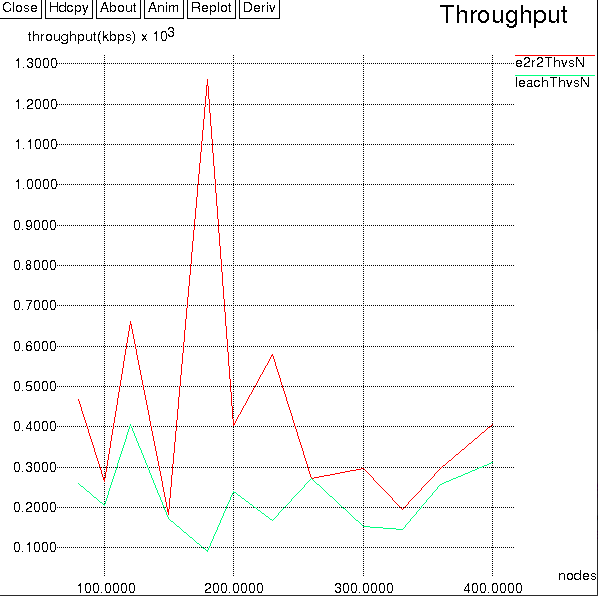 Close Hdcpy About Anim Replot Deriv
Throughput
throughput(kbps) x 10³
1.3000
1.2000
1.1000
1.0000
0.9000
0.8000
0.7000
0.6000
0.5000
0.4000
0.3000
0.2000
0.1000
e2r2ThvsN
leachThvsN
nodes
100.0000 200.0000 300.0000 400.0000